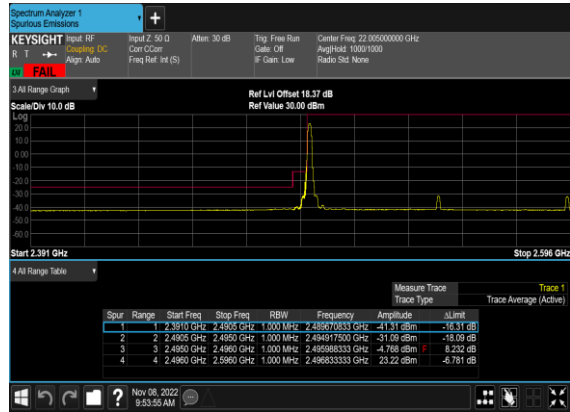 Spectrum Analyzer 1
Spurious Emissions
KEYSIGHT
R T
LW
FAIL
Input: RF
Coupling: DC
Align: Auto
Input Z: 50 Ω
Corr CCorr
Freq Ref: Int (S)
Atten: 30 dB
Trig: Free Run
Gate: Off
IF Gain: Low
Center Freq: 22.005000000 GHz
Avg|Hold: 1000/1000
Radio Std: None
3 All Range Graph
Scale/Div 10.0 dB
Ref Lvl Offset 18.37 dB
Ref Value 30.00 dBm
Log
20.0
10.0
0.00
-10.0
-20.0
-30.0
-40.0
-50.0
-60.0
Start 2.391 GHz
Stop 2.596 GHz
4 All Range Table
Measure Trace Trace 1
Trace Type Trace Average (Active)
Spur Range Start Freq Stop Freq RBW Frequency Amplitude ΔLimit
1 1 2.3910 GHz 2.4905 GHz 1.000 MHz 2.489670833 GHz -41.31 dBm -16.31 dB
2 2 2.4905 GHz 2.4950 GHz 1.000 MHz 2.494917500 GHz -31.09 dBm -18.09 dB
3 3 2.4950 GHz 2.4960 GHz 1.000 MHz 2.495988333 GHz -4.768 dBm F 8.232 dB
4 4 2.4960 GHz 2.5960 GHz 1.000 MHz 2.496833333 GHz 23.22 dBm -6.781 dB
?
Nov 08, 2022
9:53:55 AM